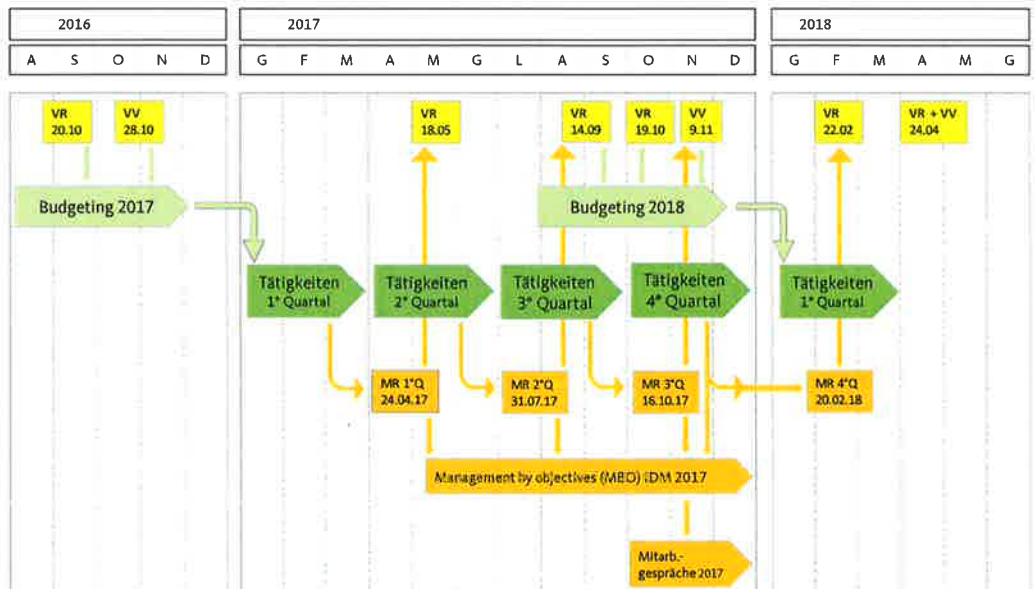 2016
2017
2018
A S O N D
G F M A M G L A S O N D
G F M A M G
VR
20.10
VV
28.10
VR
18.05
VR
14.09
VR
19.10
VV
9.11
VR
22.02
VR + VV
24.04
Budgeting 2017
Budgeting 2018
Tätigkeiten
1° Quartal
Tätigkeiten
2° Quartal
Tätigkeiten
3° Quartal
Tätigkeiten
4° Quartal
Tätigkeiten
1° Quartal
MR 1°Q
24.04.17
MR 2°Q
31.07.17
MR 3°Q
16.10.17
MR 4°Q
20.02.18
Management by objectives (MBO) IDM 2017
Mitarb.-
gespräche 2017